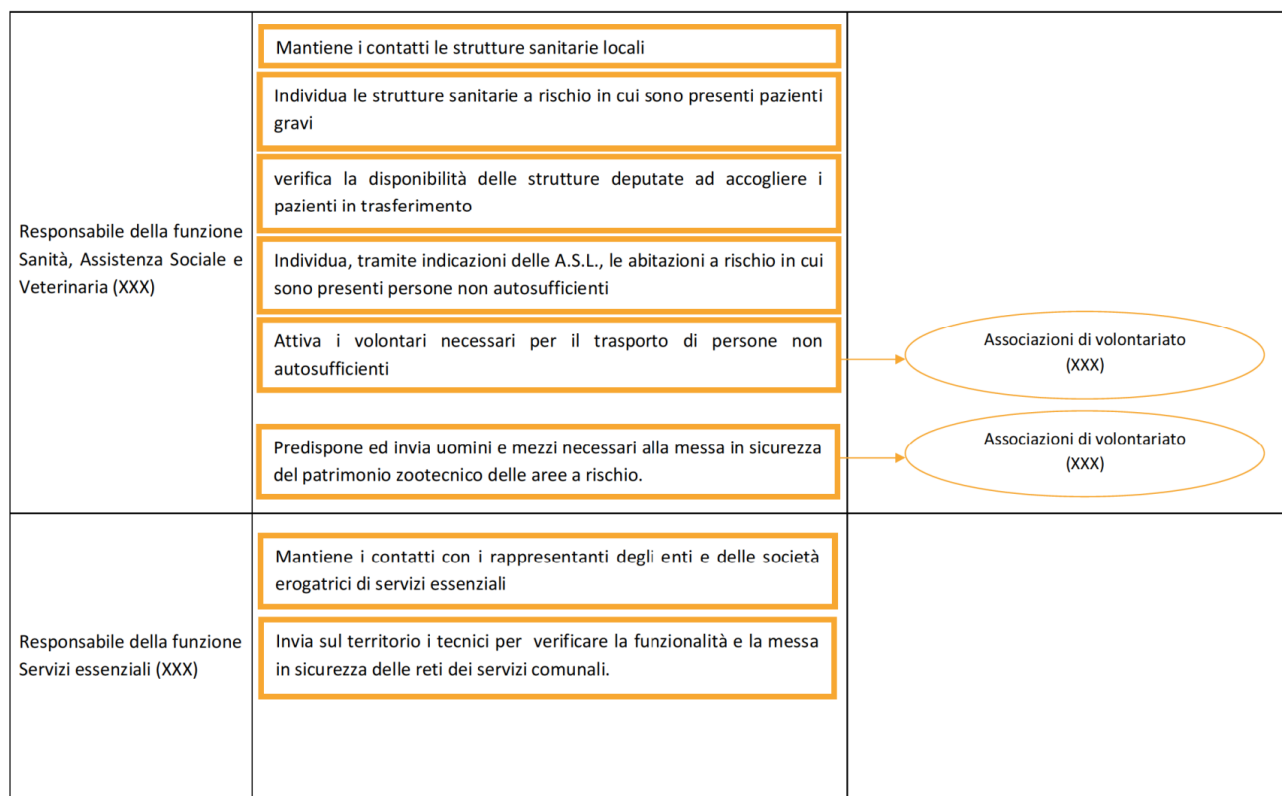 Mantiene i contatti le strutture sanitarie locali
Individua le strutture sanitarie a rischio in cui sono presenti pazienti
gravi
verifica la disponibilità delle strutture deputate ad accogliere i
pazienti in trasferimento
Responsabile della funzione
Sanità, Assistenza Sociale e
Veterinaria (XXX)
Individua, tramite indicazioni delle A.S.L., le abitazioni a rischio in cui
sono presenti persone non autosufficienti
Attiva i volontari necessari per il trasporto di persone non
autosufficienti
Associazioni di volontariato
(XXX)
Predispone ed invia uomini e mezzi necessari alla messa in sicurezza
del patrimonio zootecnico delle aree a rischio.
Associazioni di volontariato
(XXX)
Mantiene i contatti con i rappresentanti degli enti e delle società
erogatrici di servizi essenziali
Responsabile della funzione
Servizi essenziali (XXX)
Invia sul territorio i tecnici per verificare la funzionalità e la messa
in sicurezza delle reti dei servizi comunali.